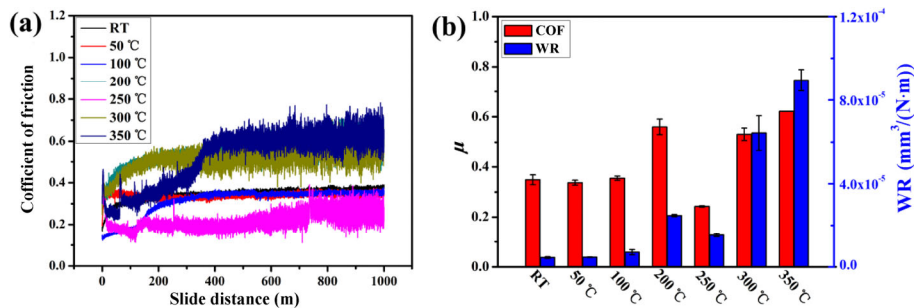 (a)
1.2
1.0
0.8
0.6
0.4
0.2
0.0
Cofficient of friction
RT
50 ℃
100 ℃
200 ℃
250 ℃
300 ℃
350 ℃
0
200
400
600
800
1000
Slide distance (m)
(b)
1.0
0.8
0.6
0.4
0.2
0.0
μ
COF
WR
RT
50 ℃
100 ℃
200 ℃
250 ℃
300 ℃
350 ℃
1.2x10⁻⁴
8.0x10⁻⁵
4.0x10⁻⁵
0.0
WR (mm³/(N·m))